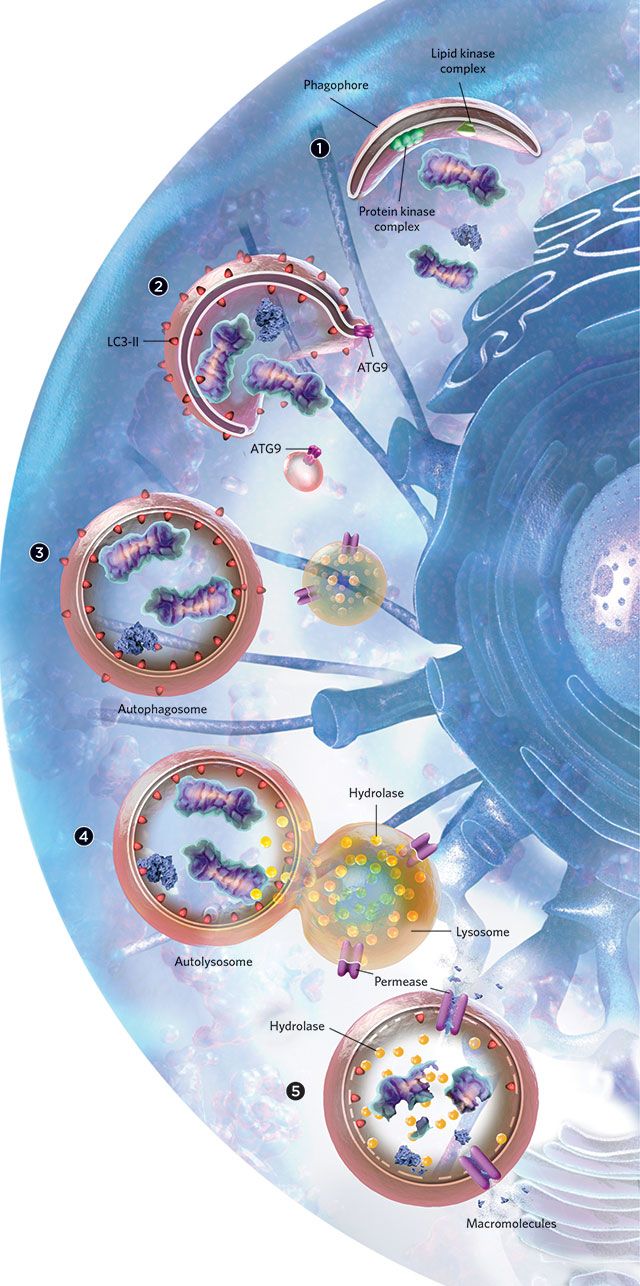 Lipid kinase
complex
Phagophore
1
Protein kinase
complex
2
LC3-II
ATG9
ATG9
3
Autophagosome
4
Hydrolase
Lysosome
Autolysosome
Permease
Hydrolase
5
Macromolecules